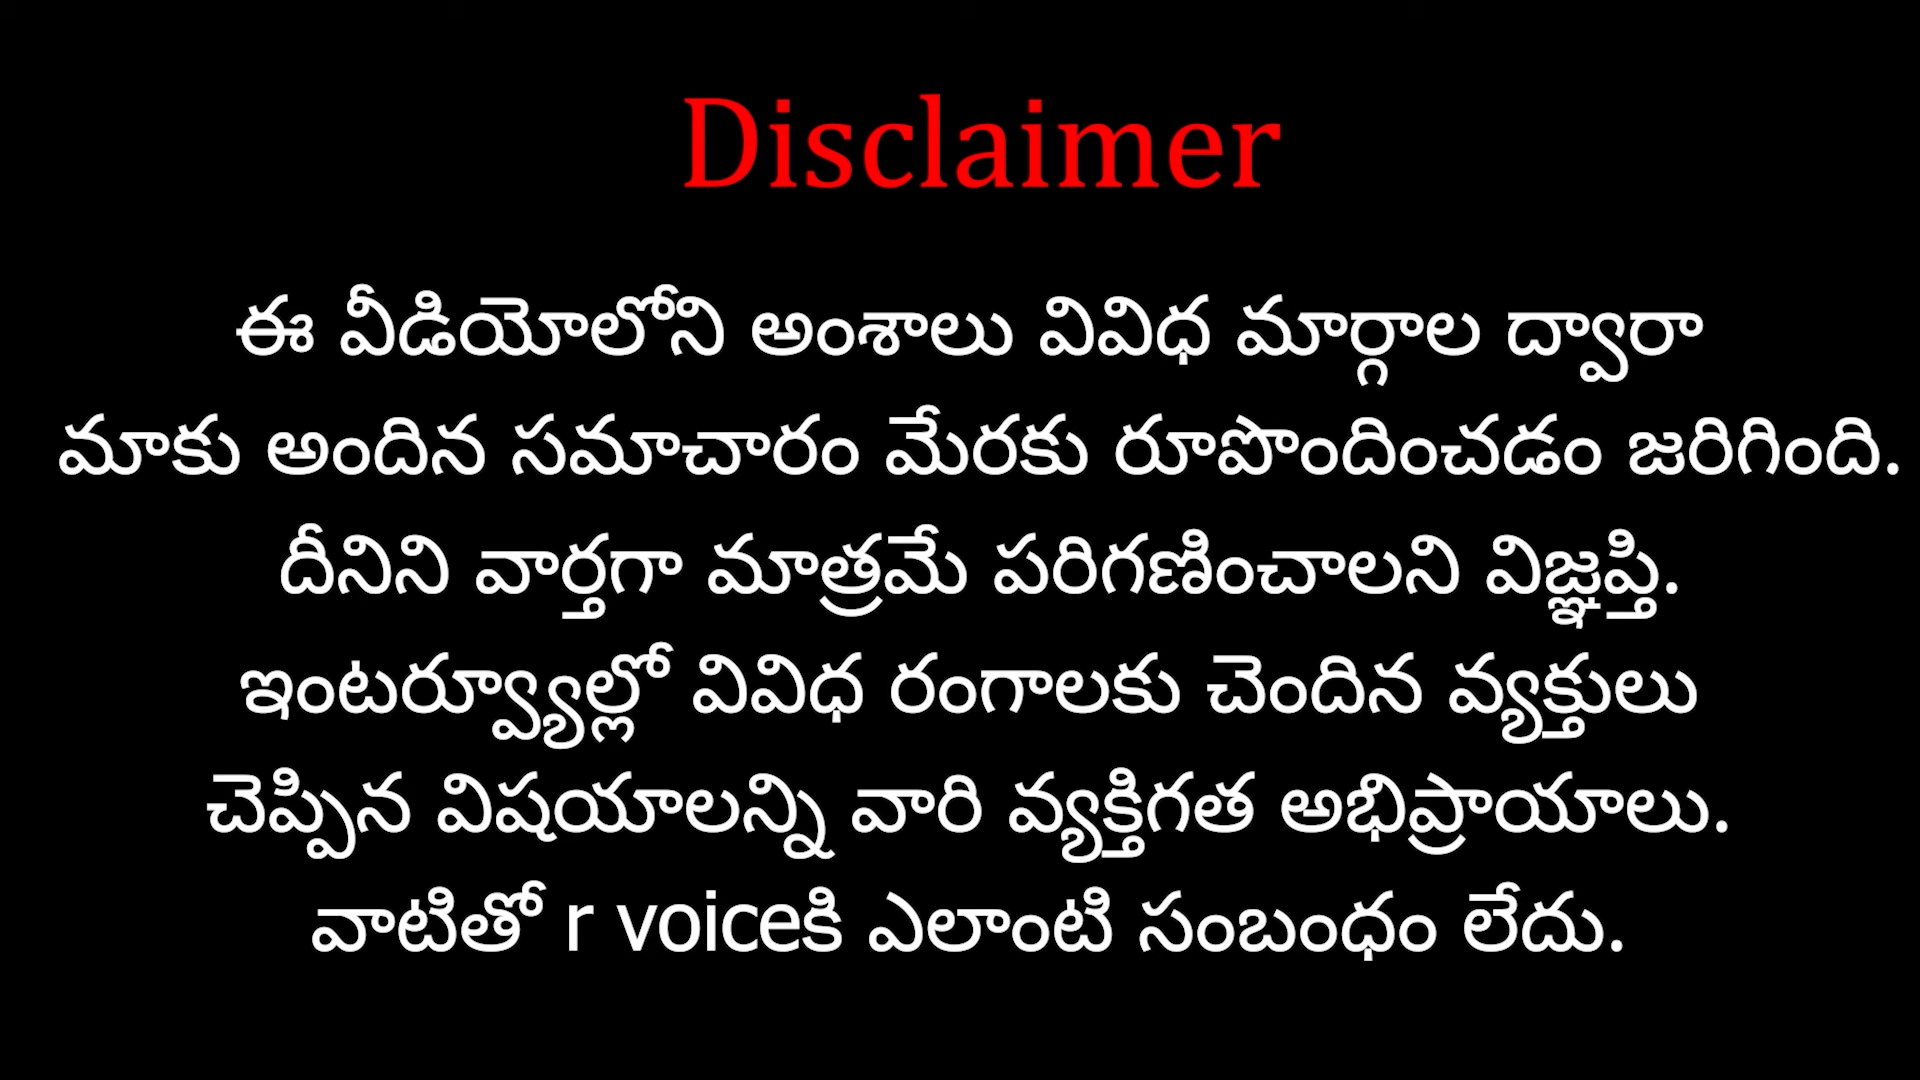 Disclaimer
ఈ వీడియోలోని అంశాలు వివిధ మార్గాల ద్వారా
మాకు అందిన సమాచారం మేరకు రూపొందించడం జరిగింది.
దీనిని వార్తగా మాత్రమే పరిగణించాలని విజ్ఞప్తి.
ఇంటర్వ్యూల్లో వివిధ రంగాలకు చెందిన వ్యక్తులు
చెప్పిన విషయాలన్ని వారి వ్యక్తిగత అభిప్రాయాలు.
వాటితో r voiceకి ఎలాంటి సంబంధం లేదు.